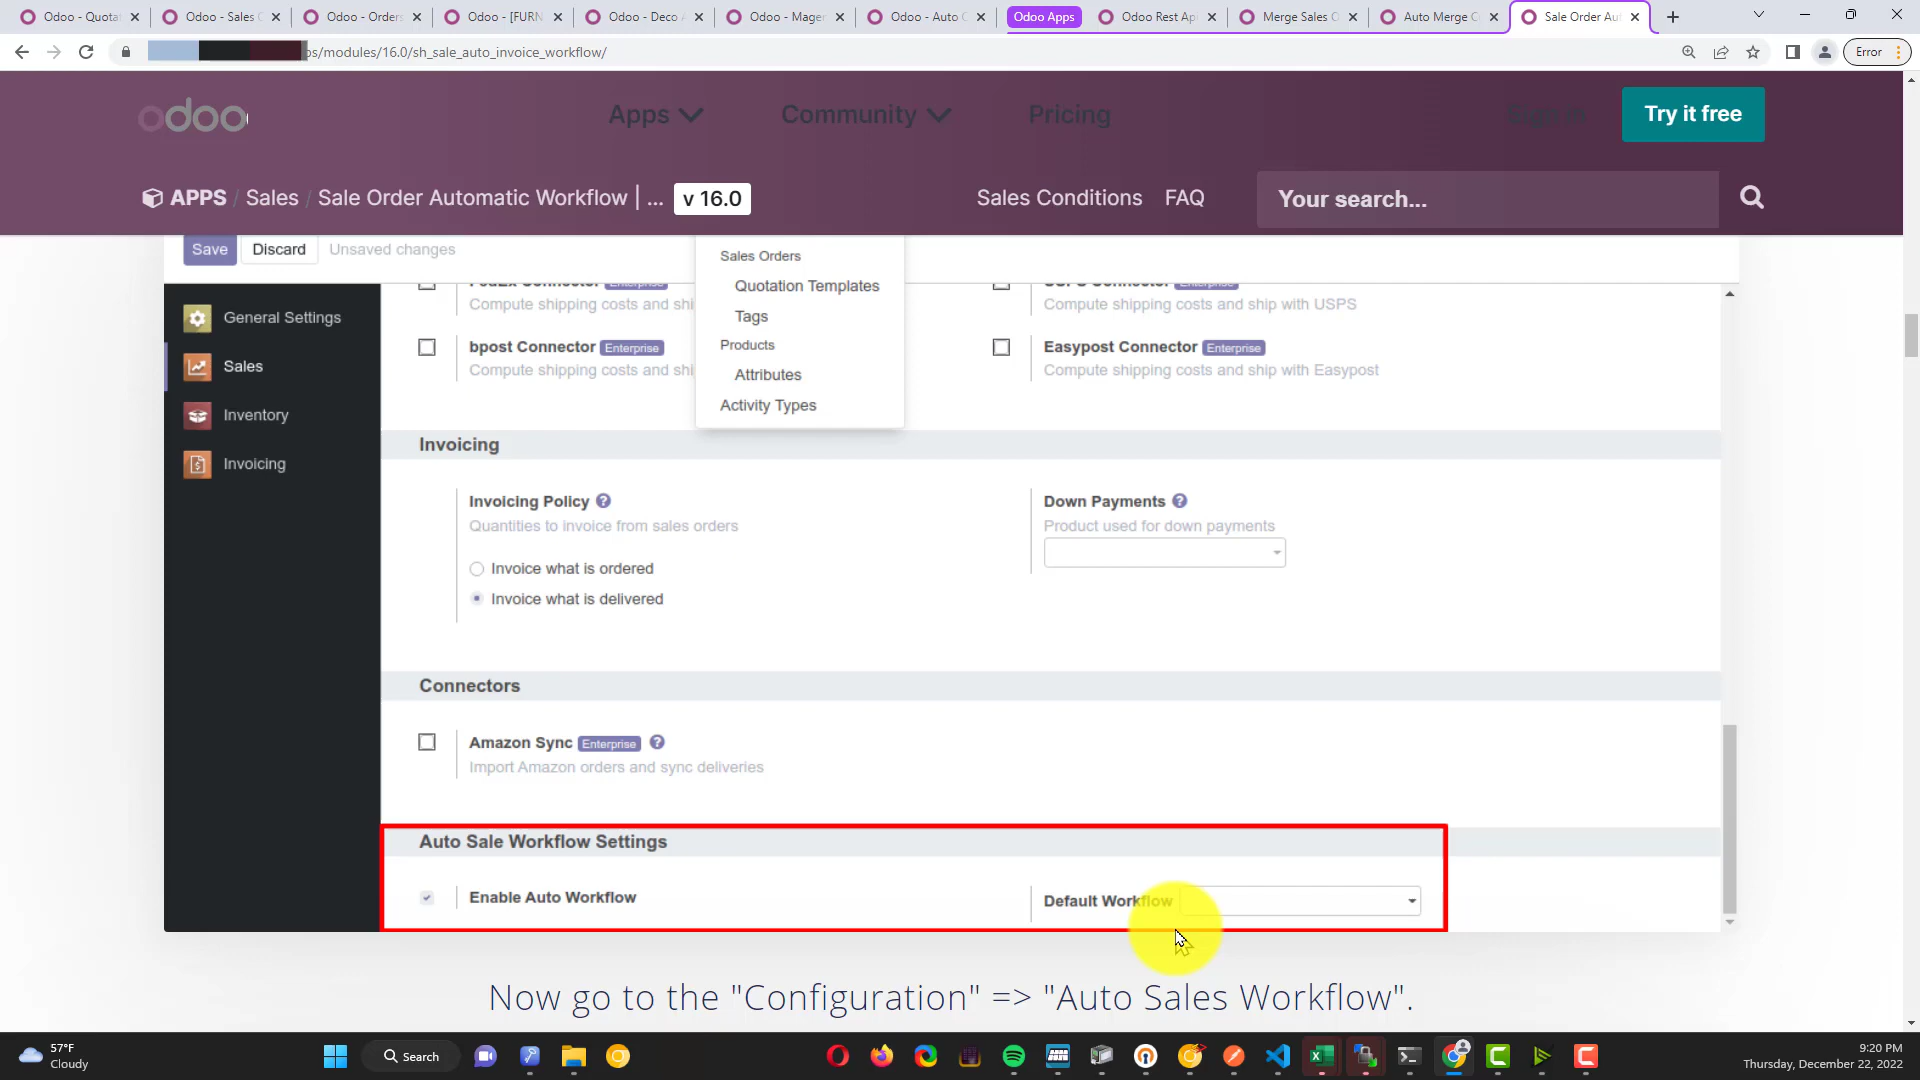 Odoo - Quotat
Odoo - Sales C
Odoo - Orders
Odoo - [FURN
Odoo - Deco A
Odoo - Mager
Odoo - Auto C
Odoo Apps
Odoo Rest Ap
Merge Sales O
Auto Merge C
Sale Order Aut
s/modules/16.0/sh_sale_auto_invoice_workflow/
Error
odoo
Apps
Community
Pricing
Sign in
Try it free
APPS / Sales / Sale Order Automatic Workflow | ...
v 16.0
Sales Conditions
FAQ
Your search...
Save
Discard
Unsaved changes
Sales Orders
Quotation Templates
Tags
Products
Attributes
Activity Types
General Settings
Sales
Inventory
Invoicing
FedEx Connector Enterprise
Compute shipping costs and shi
USPS Connector Enterprise
Compute shipping costs and ship with USPS
bpost Connector Enterprise
Compute shipping costs and shi
Easypost Connector Enterprise
Compute shipping costs and ship with Easypost
Invoicing
Invoicing Policy ?
Quantities to invoice from sales orders
Invoice what is ordered
Invoice what is delivered
Down Payments ?
Product used for down payments
Connectors
Amazon Sync Enterprise ?
Import Amazon orders and sync deliveries
Auto Sale Workflow Settings
Enable Auto Workflow
Default Workflow
Now go to the "Configuration" => "Auto Sales Workflow".
57°F
Cloudy
Search
9:20 PM
Thursday, December 22, 2022